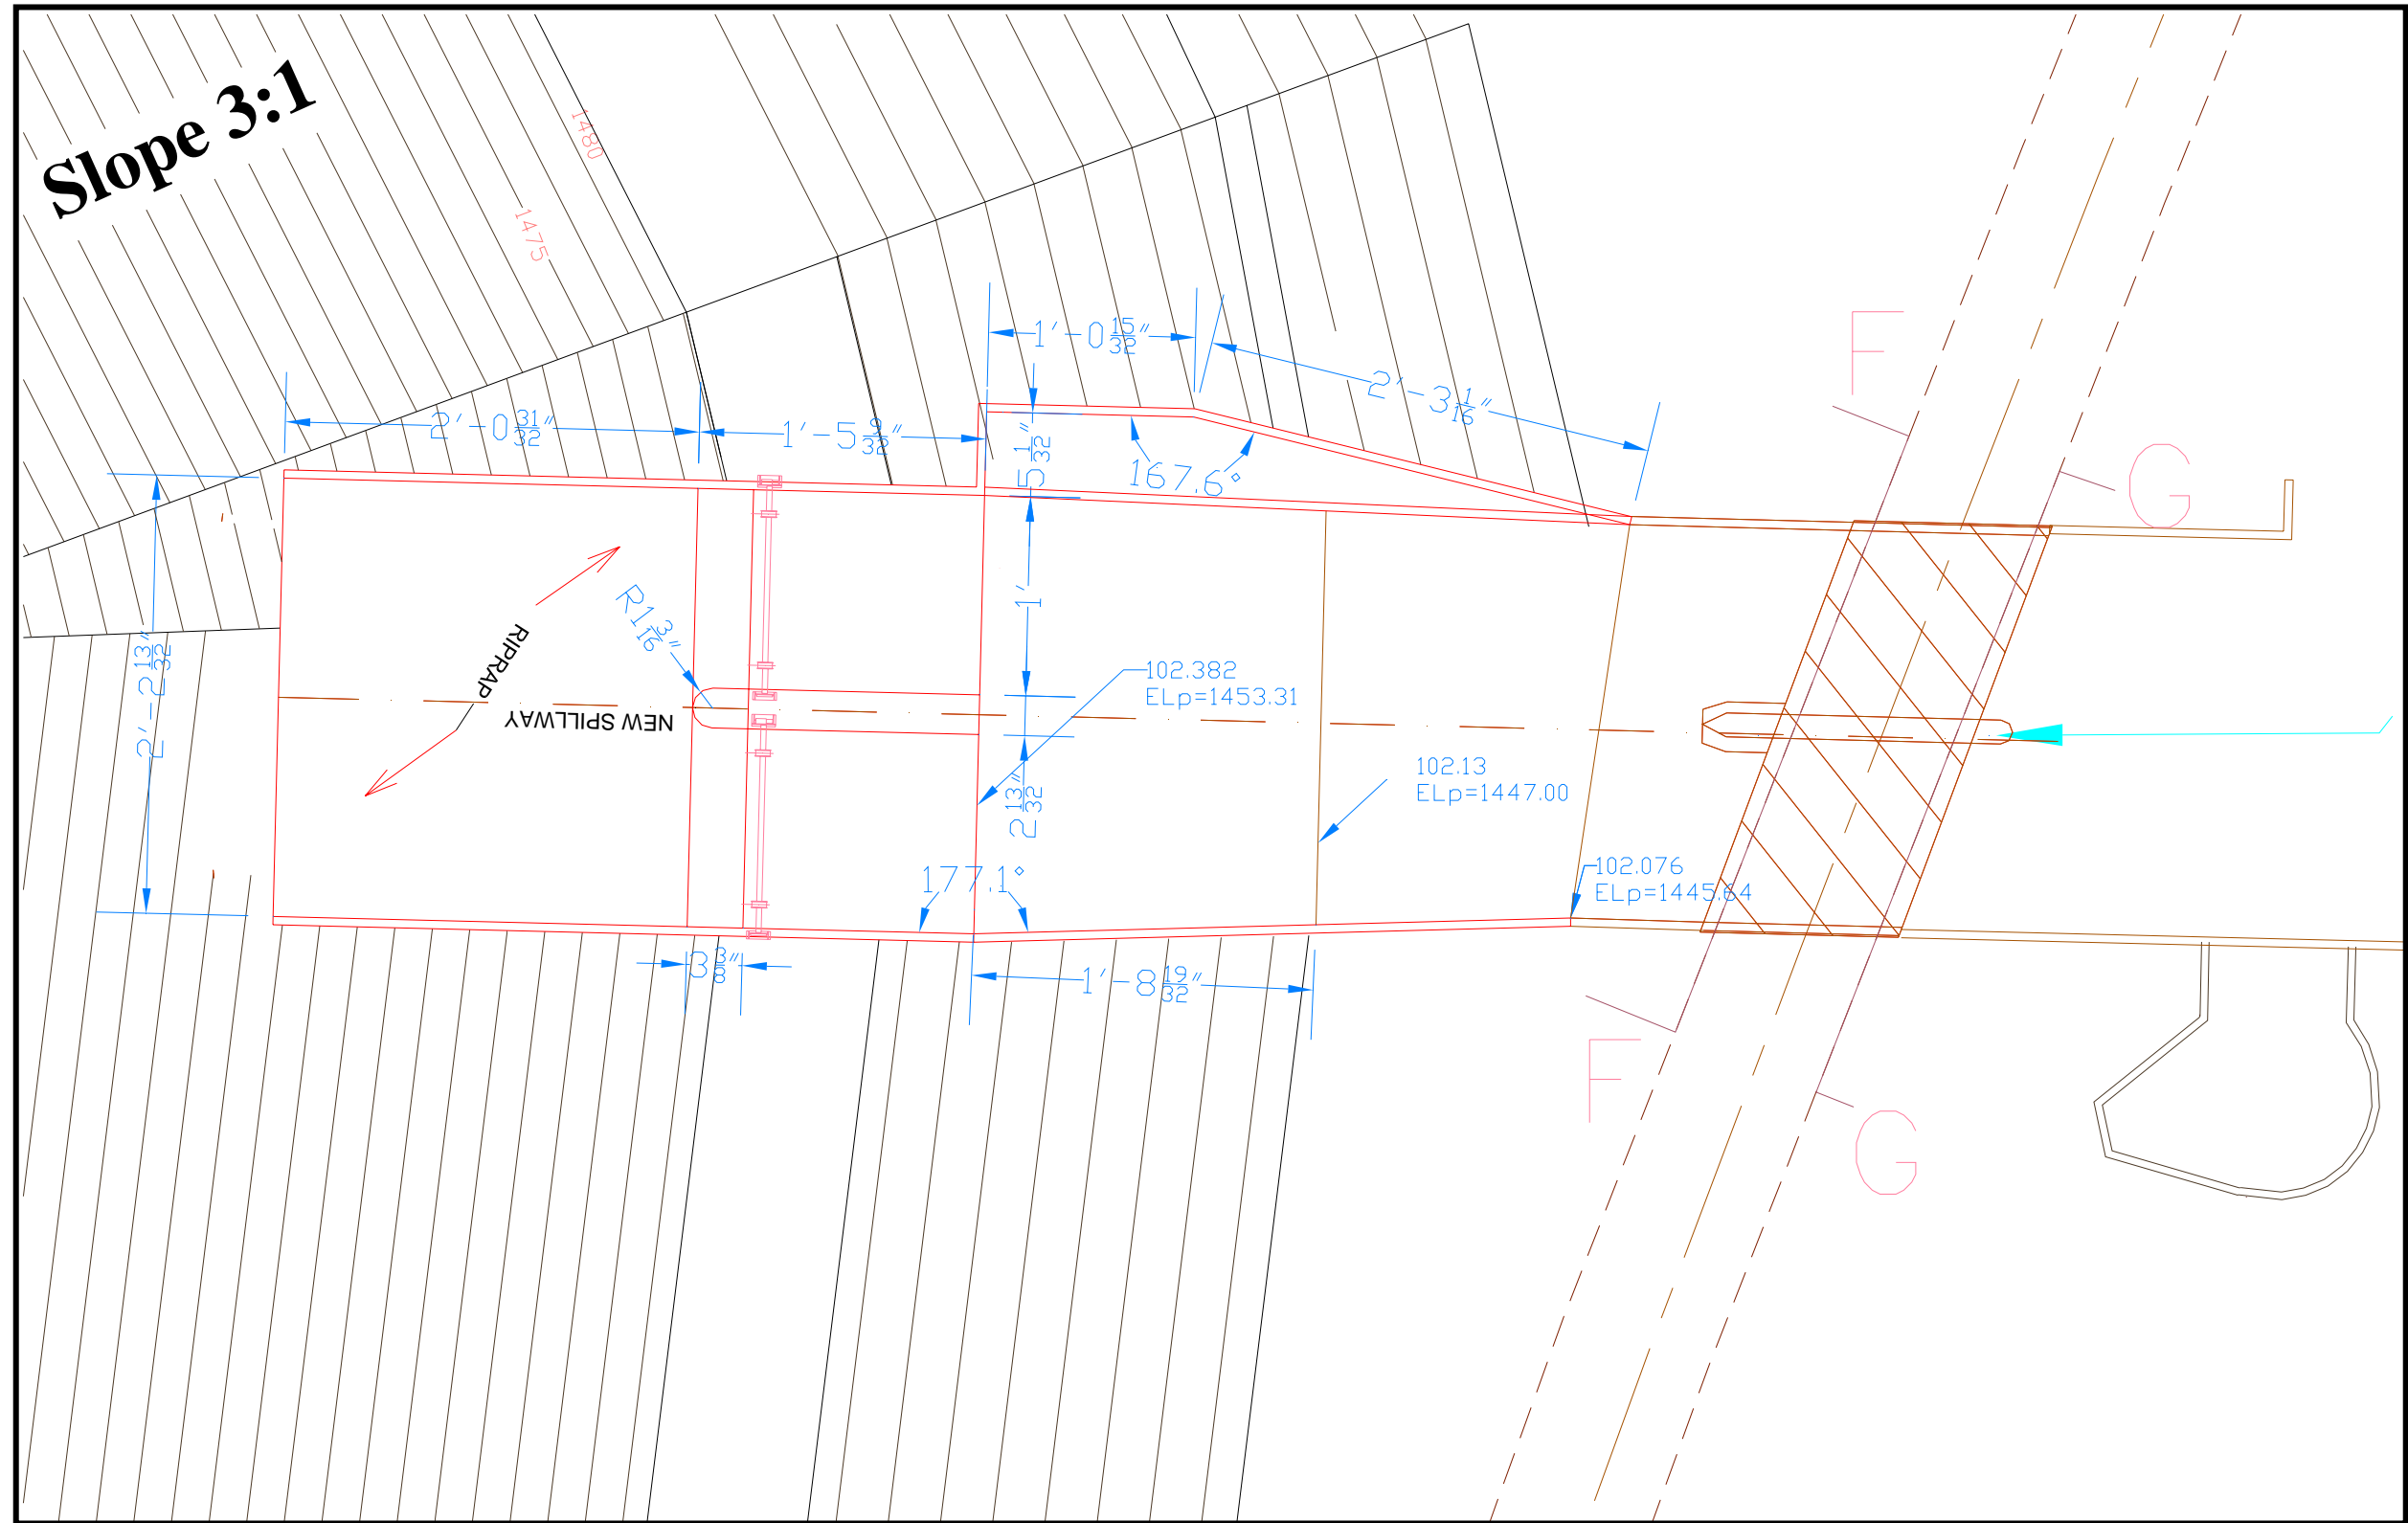 Slope 3:1
1480
1475
F
G
1'-0 15/32"
2'-3 1/16"
2'-0 31/32"
1'-5 9/32"
5 1/32"
167.6°
1'
R1 3/16"
RIPRAP
NEW SPILLWAY
2'-2 13/32"
102.382
ELp=1453.31
102.13
ELp=1447.00
2 13/32"
177.1°
102.076
ELp=1445.64
3 3/8"
1'-8 19/32"
F
G